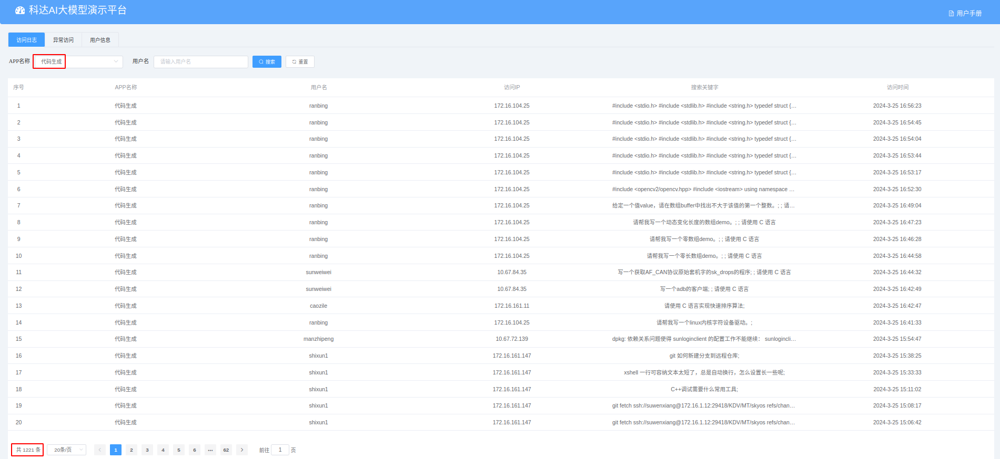 科达AI大模型演示平台
用户手册
访问日志 异常访问 用户信息
APP名称 代码生成 用户名 请输入用户名 搜索 重置
序号 APP名称 用户名 访问IP 搜索关键字 访问时间
1 代码生成 ranbing 172.16.104.25 #include <stdio.h> #include <stdlib.h> #include <string.h> typedef struct {… 2024-3-25 16:56:23
2 代码生成 ranbing 172.16.104.25 #include <stdio.h> #include <stdlib.h> #include <string.h> typedef struct {… 2024-3-25 16:54:45
3 代码生成 ranbing 172.16.104.25 #include <stdio.h> #include <stdlib.h> #include <string.h> typedef struct {… 2024-3-25 16:54:04
4 代码生成 ranbing 172.16.104.25 #include <stdio.h> #include <stdlib.h> #include <string.h> typedef struct {… 2024-3-25 16:53:44
5 代码生成 ranbing 172.16.104.25 #include <stdio.h> #include <stdlib.h> #include <string.h> typedef struct {… 2024-3-25 16:53:17
6 代码生成 ranbing 172.16.104.25 #include <opencv2/opencv.hpp> #include <iostream> using namespace … 2024-3-25 16:52:30
7 代码生成 ranbing 172.16.104.25 给定一个值value，请在数组buffer中找出不大于该值的第一个整数。; ; 请… 2024-3-25 16:49:04
8 代码生成 ranbing 172.16.104.25 请帮我写一个动态变化长度的数组demo。; ; 请使用 C 语言 2024-3-25 16:47:23
9 代码生成 ranbing 172.16.104.25 请帮我写一个零数组demo。; ; 请使用 C 语言 2024-3-25 16:46:28
10 代码生成 ranbing 172.16.104.25 请帮我写一个零长数组demo。; ; 请使用 C 语言 2024-3-25 16:44:58
11 代码生成 sunweiwei 10.67.84.35 写一个获取AF_CAN协议原始套机字的sk_drops的程序; ; 请使用 C 语言 2024-3-25 16:44:32
12 代码生成 sunweiwei 10.67.84.35 写一个adb的客户端; ; 请使用 C 语言 2024-3-25 16:42:49
13 代码生成 caozile 172.16.161.11 请使用 C 语言实现快速排序算法; 2024-3-25 16:42:47
14 代码生成 ranbing 172.16.104.25 请帮我写一个linux内核字符设备驱动。; 2024-3-25 16:41:33
15 代码生成 manzhipeng 10.67.72.139 dpkg: 依赖关系问题使得 sunloginclient 的配置工作不能继续： sunlogincli… 2024-3-25 15:54:47
16 代码生成 shixun1 172.16.161.147 git 如何新建分支到远程仓库; 2024-3-25 15:38:25
17 代码生成 shixun1 172.16.161.147 xshell 一行可容纳文本太短了，总是自动换行，怎么设置长一些呢; 2024-3-25 15:33:33
18 代码生成 shixun1 172.16.161.147 C++调试需要什么常用工具; 2024-3-25 15:11:02
19 代码生成 shixun1 172.16.161.147 git fetch ssh://suwenxiang@172.16.1.12:29418/KDV/MT/skyos refs/chan… 2024-3-25 15:08:17
20 代码生成 shixun1 172.16.161.147 git fetch ssh://suwenxiang@172.16.1.12:29418/KDV/MT/skyos refs/chan… 2024-3-25 15:06:42
共 1221 条 20条/页 1 2 3 4 5 6 … 62 前往 1 页